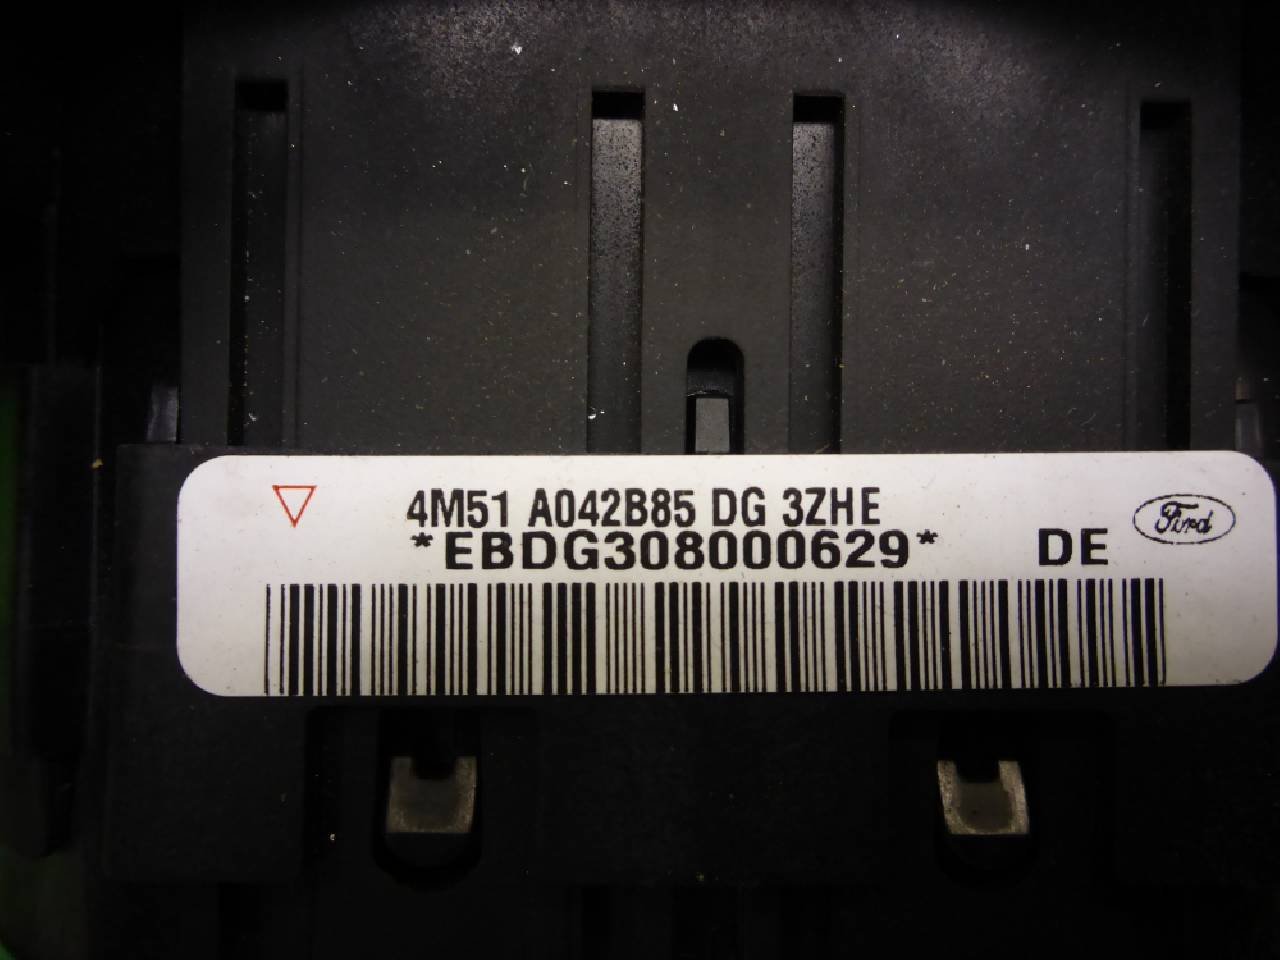 4M51 A042B85 DG 3ZHE
*EBDG308000629* DE
Ford